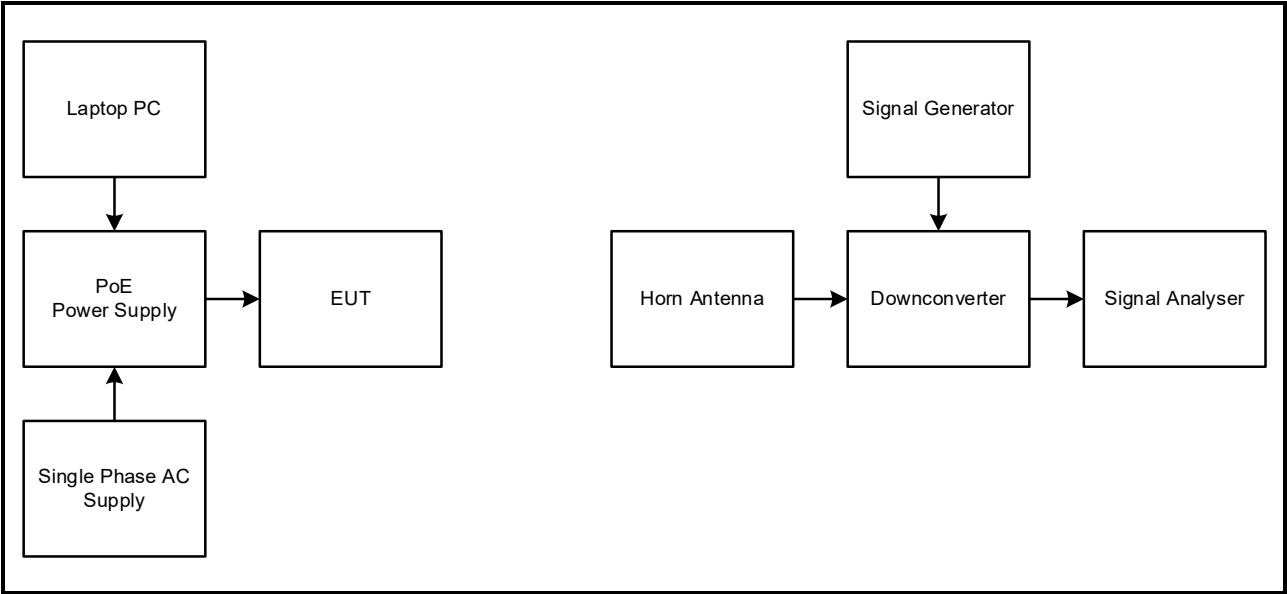 Laptop PC
Signal Generator
PoE
Power Supply
EUT
Horn Antenna
Downconverter
Signal Analyser
Single Phase AC
Supply